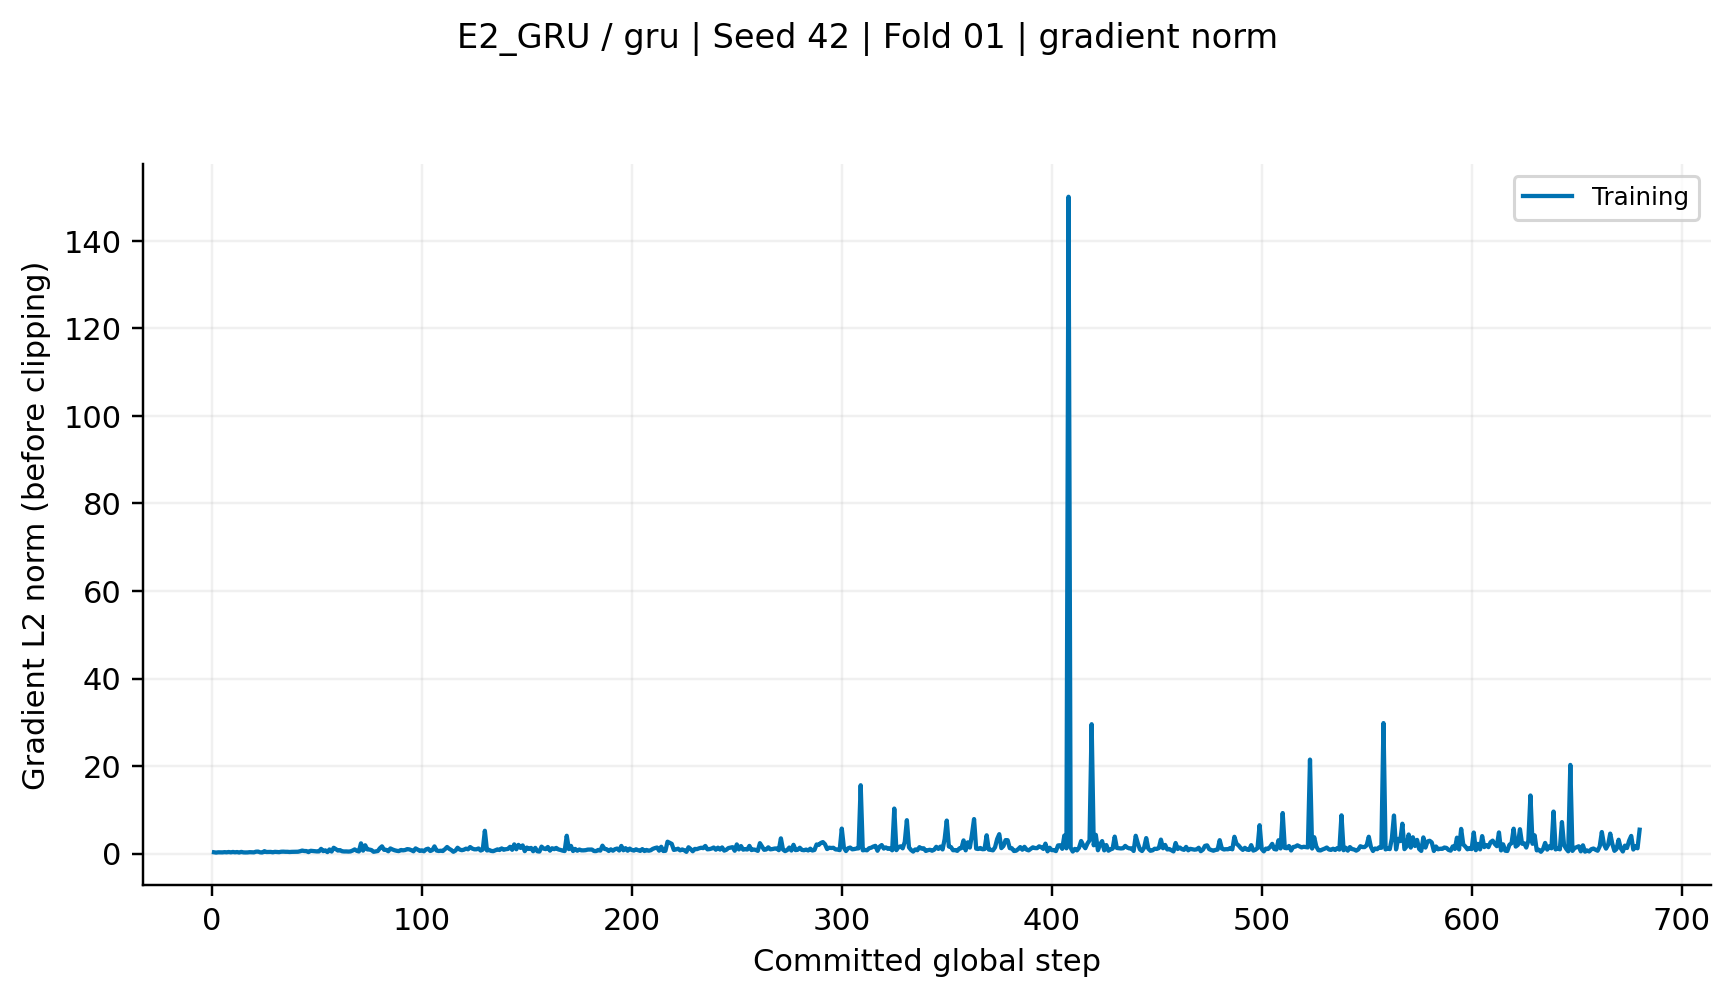 E2_GRU / gru | Seed 42 | Fold 01 | gradient norm
Training
Gradient L2 norm (before clipping)
140
120
100
80
60
40
20
0
0 100 200 300 400 500 600 700
Committed global step